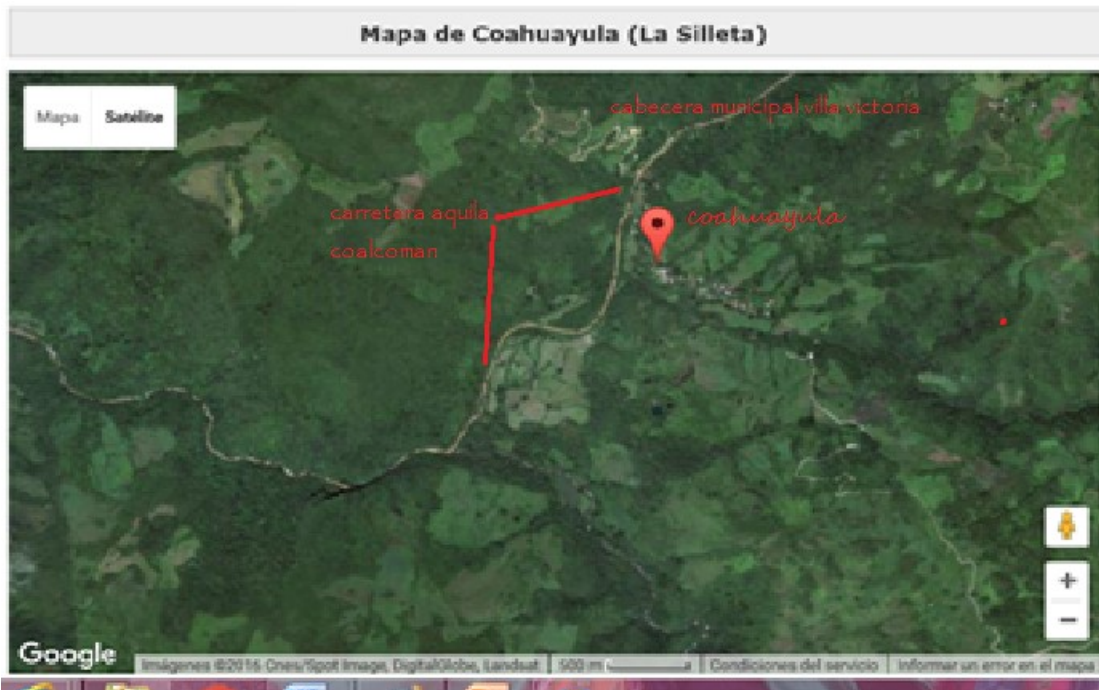 Mapa de Coahuayula (La Silleta)
Mapa Satélite
cabecera municipal villa victoria
carretara aquila
coalcoman
coahuayula
Google
Imágenes ©2016 Cnes/Spot Image, DigitalGlobe, Landsat 500 m Condiciones del servicio Informar un error en el mapa